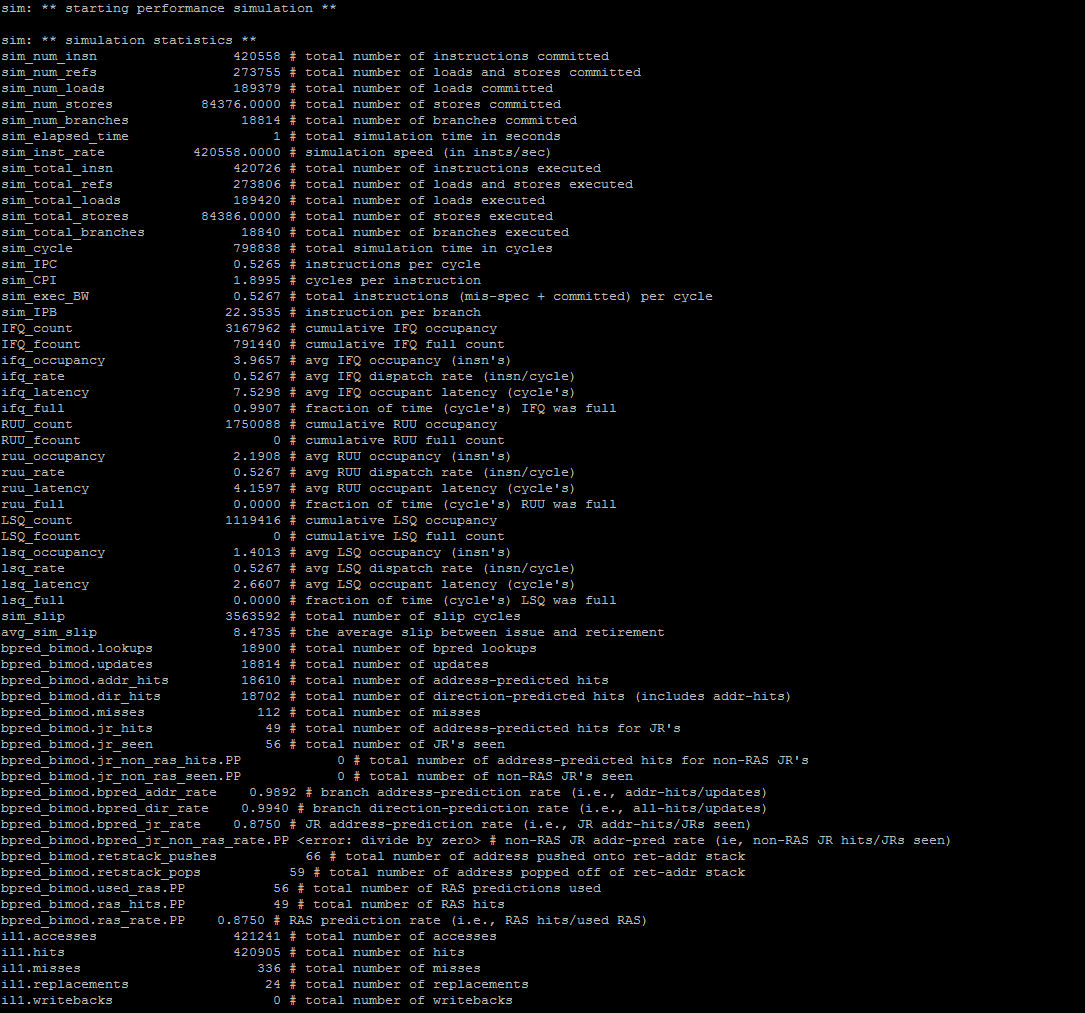 sim: ** starting performance simulation **
sim: ** simulation statistics **
sim_num_insn 420558 # total number of instructions committed
sim_num_refs 273755 # total number of loads and stores committed
sim_num_loads 189379 # total number of loads committed
sim_num_stores 84376.0000 # total number of stores committed
sim_num_branches 18814 # total number of branches committed
sim_elapsed_time 1 # total simulation time in seconds
sim_inst_rate 420558.0000 # simulation speed (in insts/sec)
sim_total_insn 420726 # total number of instructions executed
sim_total_refs 273806 # total number of loads and stores executed
sim_total_loads 189420 # total number of loads executed
sim_total_stores 84386.0000 # total number of stores executed
sim_total_branches 18840 # total number of branches executed
sim_cycle 798838 # total simulation time in cycles
sim_IPC 0.5265 # instructions per cycle
sim_CPI 1.8995 # cycles per instruction
sim_exec_BW 0.5267 # total instructions (mis-spec + committed) per cycle
sim_IPB 22.3535 # instruction per branch
IFQ_count 3167962 # cumulative IFQ occupancy
IFQ_fcount 791440 # cumulative IFQ full count
ifq_occupancy 3.9657 # avg IFQ occupancy (insn's)
ifq_rate 0.5267 # avg IFQ dispatch rate (insn/cycle)
ifq_latency 7.5298 # avg IFQ occupant latency (cycle's)
ifq_full 0.9907 # fraction of time (cycle's) IFQ was full
RUU_count 1750088 # cumulative RUU occupancy
RUU_fcount 0 # cumulative RUU full count
ruu_occupancy 2.1908 # avg RUU occupancy (insn's)
ruu_rate 0.5267 # avg RUU dispatch rate (insn/cycle)
ruu_latency 4.1597 # avg RUU occupant latency (cycle's)
ruu_full 0.0000 # fraction of time (cycle's) RUU was full
LSQ_count 1119416 # cumulative LSQ occupancy
LSQ_fcount 0 # cumulative LSQ full count
lsq_occupancy 1.4013 # avg LSQ occupancy (insn's)
lsq_rate 0.5267 # avg LSQ dispatch rate (insn/cycle)
lsq_latency 2.6607 # avg LSQ occupant latency (cycle's)
lsq_full 0.0000 # fraction of time (cycle's) LSQ was full
sim_slip 3563592 # total number of slip cycles
avg_sim_slip 8.4735 # the average slip between issue and retirement
bpred_bimod.lookups 18900 # total number of bpred lookups
bpred_bimod.updates 18814 # total number of updates
bpred_bimod.addr_hits 18610 # total number of address-predicted hits
bpred_bimod.dir_hits 18702 # total number of direction-predicted hits (includes addr-hits)
bpred_bimod.misses 112 # total number of misses
bpred_bimod.jr_hits 49 # total number of address-predicted hits for JR's
bpred_bimod.jr_seen 56 # total number of JR's seen
bpred_bimod.jr_non_ras_hits.PP 0 # total number of address-predicted hits for non-RAS JR's
bpred_bimod.jr_non_ras_seen.PP 0 # total number of non-RAS JR's seen
bpred_bimod.bpred_addr_rate 0.9892 # branch address-prediction rate (i.e., addr-hits/updates)
bpred_bimod.bpred_dir_rate 0.9940 # branch direction-prediction rate (i.e., all-hits/updates)
bpred_bimod.bpred_jr_rate 0.8750 # JR address-prediction rate (i.e., JR addr-hits/JRs seen)
bpred_bimod.bpred_jr_non_ras_rate.PP <error: divide by zero> # non-RAS JR addr-pred rate (ie, non-RAS JR hits/JRs seen)
bpred_bimod.retstack_pushes 66 # total number of address pushed onto ret-addr stack
bpred_bimod.retstack_pops 59 # total number of address popped off of ret-addr stack
bpred_bimod.used_ras.PP 56 # total number of RAS predictions used
bpred_bimod.ras_hits.PP 49 # total number of RAS hits
bpred_bimod.ras_rate.PP 0.8750 # RAS prediction rate (i.e., RAS hits/used RAS)
il1.accesses 421241 # total number of accesses
il1.hits 420905 # total number of hits
il1.misses 336 # total number of misses
il1.replacements 24 # total number of replacements
il1.writebacks 0 # total number of writebacks